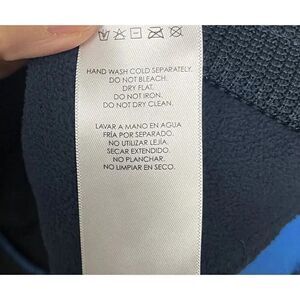 HAND WASH COLD SEPARATELY.
DO NOT BLEACH.
DRY FLAT.
DO NOT IRON.
DO NOT DRY CLEAN.
LAVAR A MANO EN AGUA
FRÍA POR SEPARADO.
NO UTILIZAR LEJÍA.
SECAR EXTENDIDO.
NO PLANCHAR.
NO LIMPIAR EN SECO.